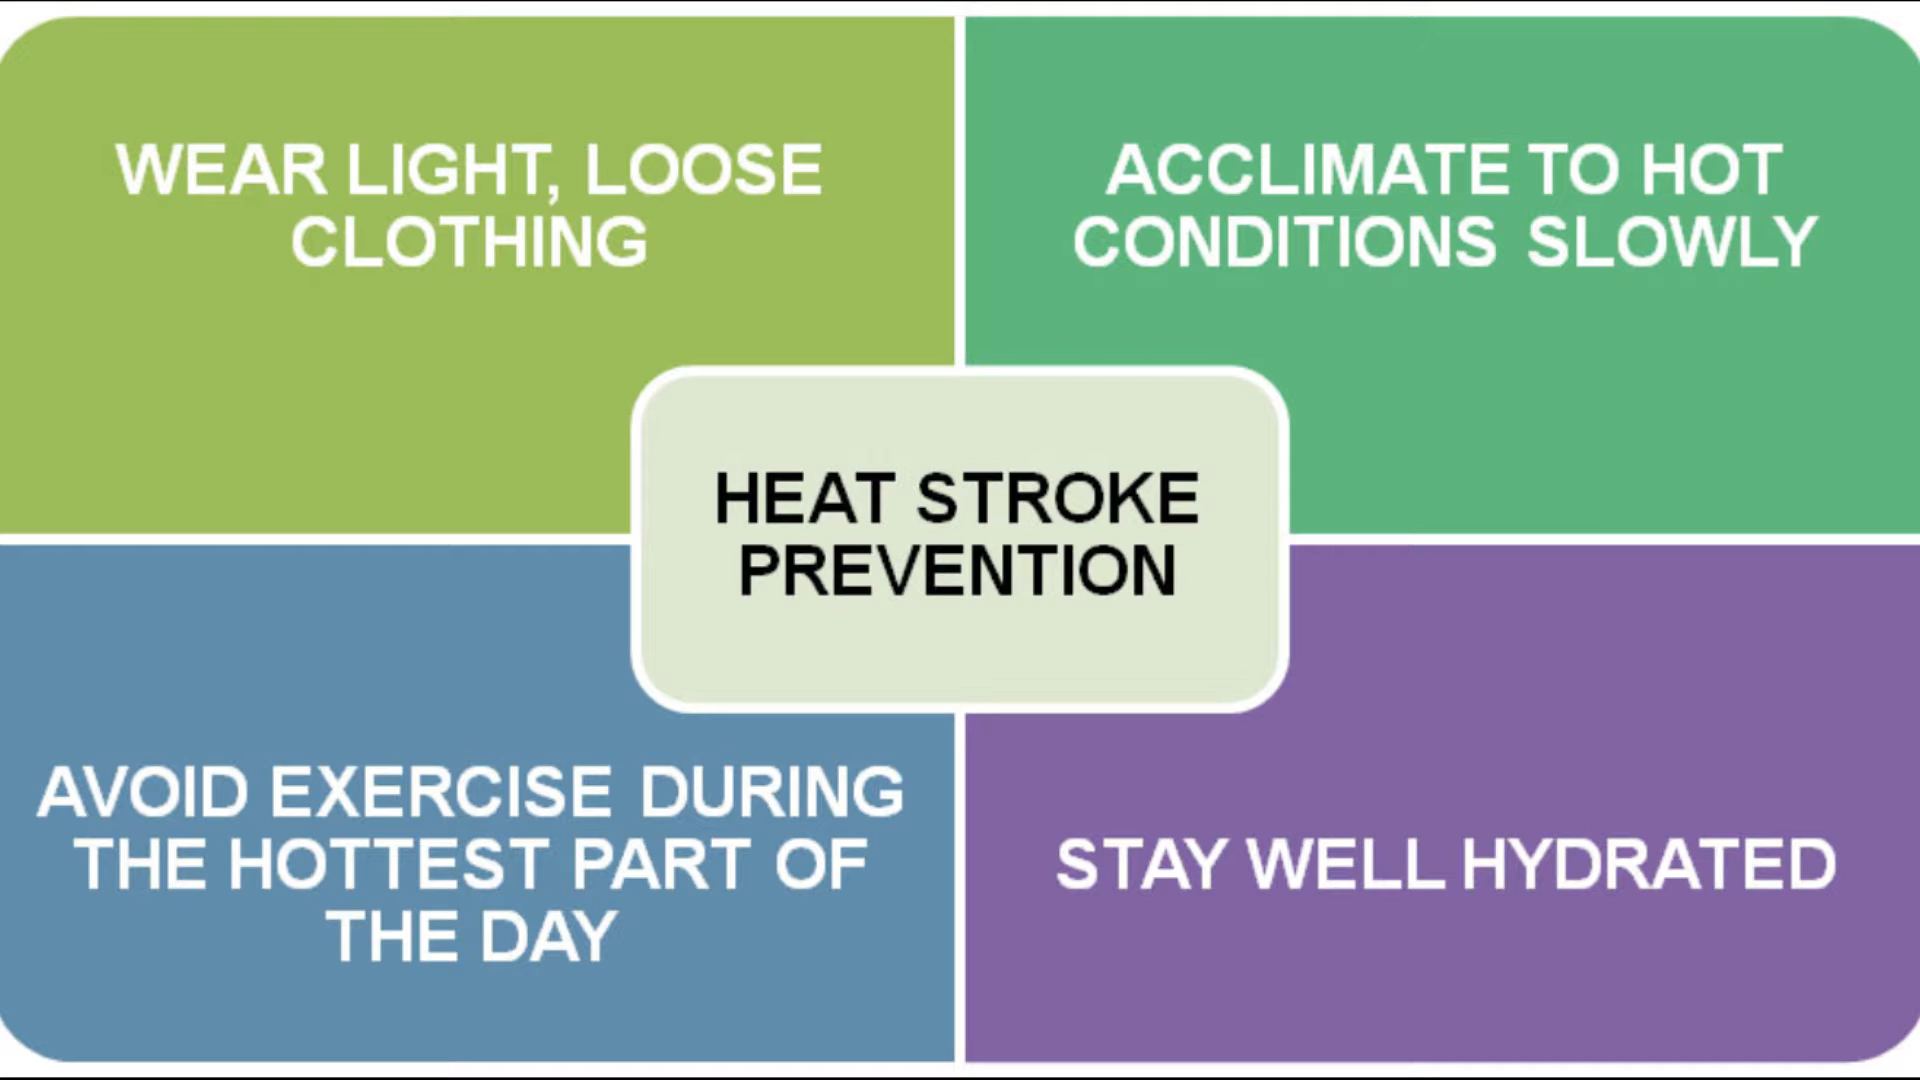 WEAR LIGHT, LOOSE
CLOTHING
ACCLIMATE TO HOT
CONDITIONS SLOWLY
HEAT STROKE
PREVENTION
AVOID EXERCISE DURING
THE HOTTEST PART OF
THE DAY
STAY WELL HYDRATED